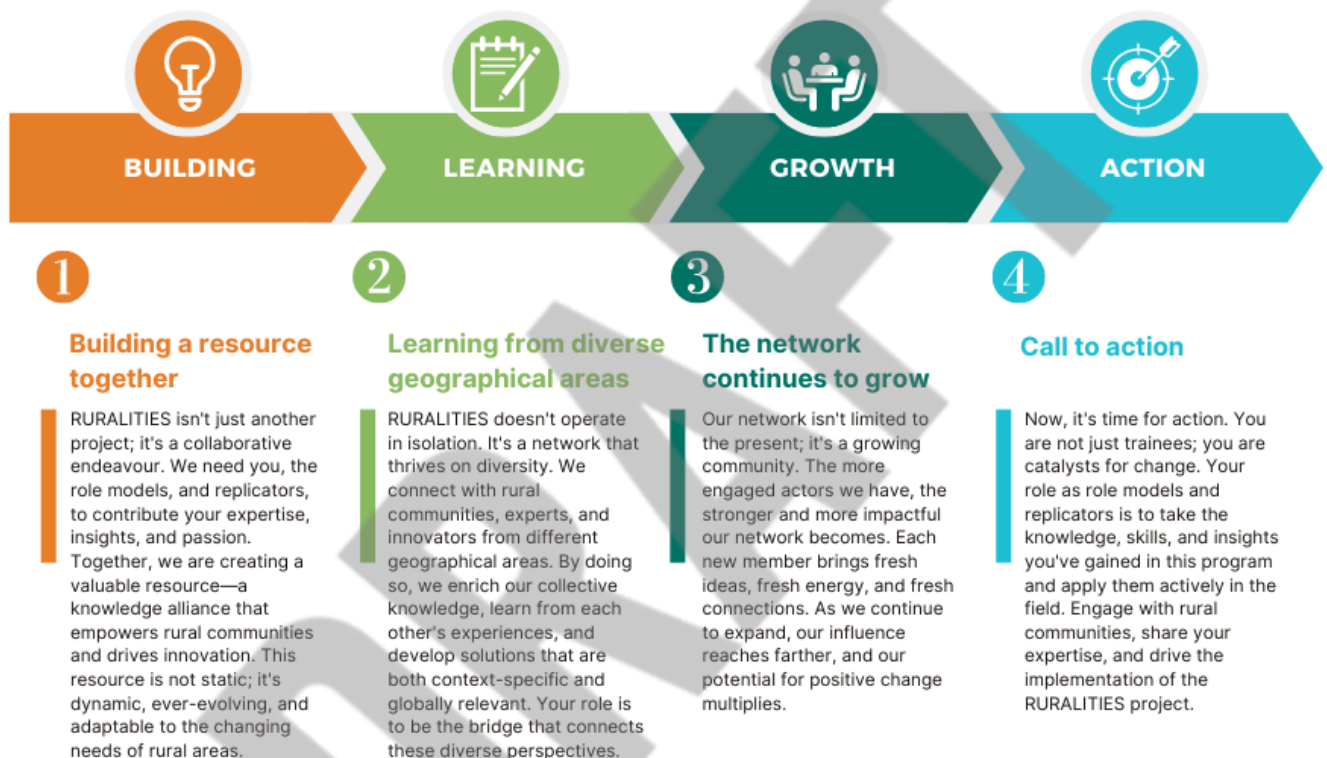 BUILDING
LEARNING
GROWTH
ACTION
1
Building a resource
together
RURALITIES isn't just another
project; it's a collaborative
endeavour. We need you, the
role models, and replicators,
to contribute your expertise,
insights, and passion.
Together, we are creating a
valuable resource—a
knowledge alliance that
empowers rural communities
and drives innovation. This
resource is not static; it's
dynamic, ever-evolving, and
adaptable to the changing
needs of rural areas.
2
Learning from diverse
geographical areas
RURALITIES doesn't operate
in isolation. It's a network that
thrives on diversity. We
connect with rural
communities, experts, and
innovators from different
geographical areas. By doing
so, we enrich our collective
knowledge, learn from each
other's experiences, and
develop solutions that are
both context-specific and
globally relevant. Your role is
to be the bridge that connects
these diverse perspectives.
3
The network
continues to grow
Our network isn't limited to
the present; it's a growing
community. The more
engaged actors we have, the
stronger and more impactful
our network becomes. Each
new member brings fresh
ideas, fresh energy, and fresh
connections. As we continue
to expand, our influence
reaches farther, and our
potential for positive change
multiplies.
4
Call to action
Now, it's time for action. You
are not just trainees; you are
catalysts for change. Your
role as role models and
replicators is to take the
knowledge, skills, and insights
you've gained in this program
and apply them actively in the
field. Engage with rural
communities, share your
expertise, and drive the
implementation of the
RURALITIES project.
DRAFT